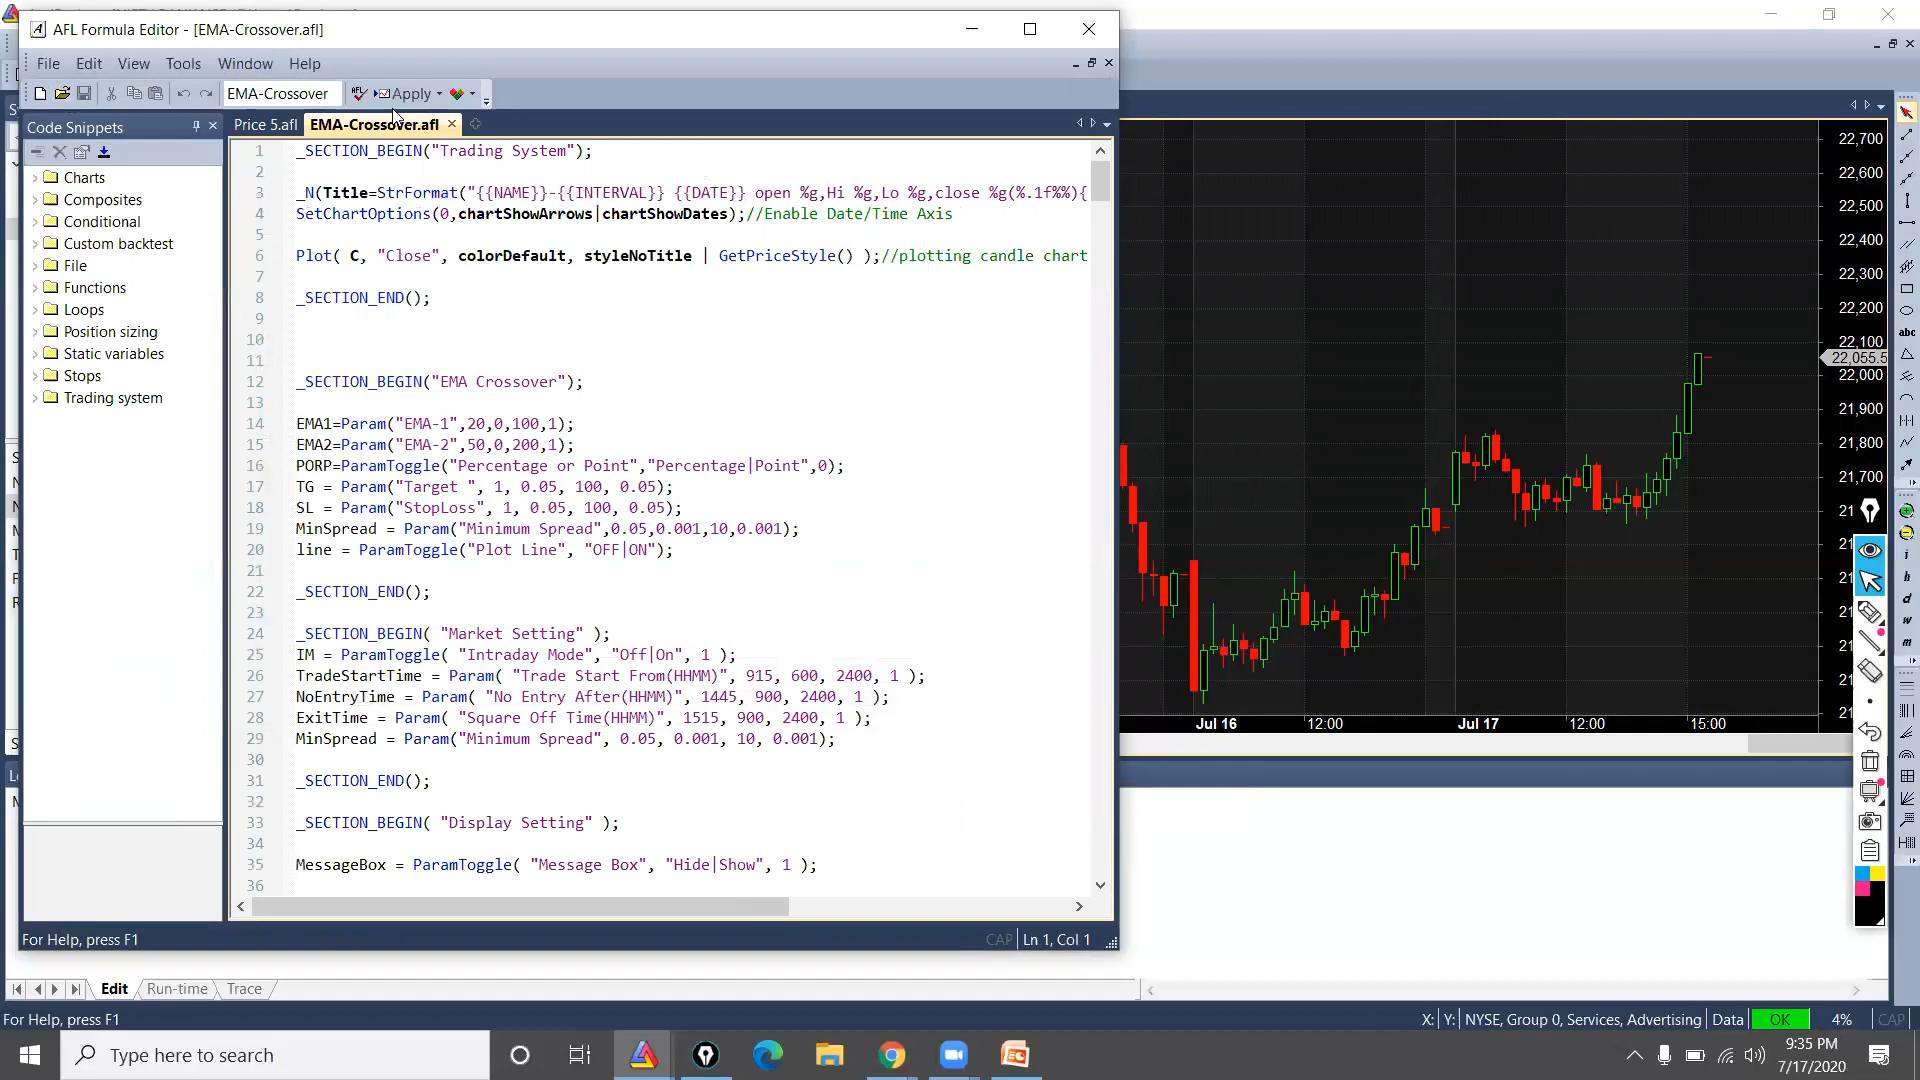 AFL Formula Editor - [EMA-Crossover.afl]
File Edit View Tools Window Help
EMA-Crossover Apply
Code Snippets
Price 5.afl EMA-Crossover.afl
Charts
Composites
Conditional
Custom backtest
File
Functions
Loops
Position sizing
Static variables
Stops
Trading system
1 _SECTION_BEGIN("Trading System");
2
3 _N(Title=StrFormat("{{NAME}}-{{INTERVAL}} {{DATE}} open %g,Hi %g,Lo %g,close %g(%.1f%%){
4 SetChartOptions(0,chartShowArrows|chartShowDates);//Enable Date/Time Axis
5
6 Plot( C, "Close", colorDefault, styleNoTitle | GetPriceStyle() );//plotting candle chart
7
8 _SECTION_END();
9
10
11
12 _SECTION_BEGIN("EMA Crossover");
13
14 EMA1=Param("EMA-1",20,0,100,1);
15 EMA2=Param("EMA-2",50,0,200,1);
16 PORP=ParamToggle("Percentage or Point","Percentage|Point",0);
17 TG = Param("Target ", 1, 0.05, 100, 0.05);
18 SL = Param("StopLoss", 1, 0.05, 100, 0.05);
19 MinSpread = Param("Minimum Spread",0.05,0.001,10,0.001);
20 line = ParamToggle("Plot Line", "OFF|ON");
21
22 _SECTION_END();
23
24 _SECTION_BEGIN( "Market Setting" );
25 IM = ParamToggle( "Intraday Mode", "Off|On", 1 );
26 TradeStartTime = Param( "Trade Start From(HHMM)", 915, 600, 2400, 1 );
27 NoEntryTime = Param( "No Entry After(HHMM)", 1445, 900, 2400, 1 );
28 ExitTime = Param( "Square Off Time(HHMM)", 1515, 900, 2400, 1 );
29 MinSpread = Param("Minimum Spread", 0.05, 0.001, 10, 0.001);
30
31 _SECTION_END();
32
33 _SECTION_BEGIN( "Display Setting" );
34
35 MessageBox = ParamToggle( "Message Box", "Hide|Show", 1 );
36
For Help, press F1 CAP Ln 1, Col 1
22,700
22,600
22,500
22,400
22,300
22,200
22,100
22,055.5
22,000
21,900
21,800
21,700
Jul 16 12:00 Jul 17 12:00 15:00
abc
i
h
d
w
m
Edit Run-time Trace
For Help, press F1 X: Y: NYSE, Group 0, Services, Advertising Data OK 4% CAP
Type here to search
9:35 PM
7/17/2020